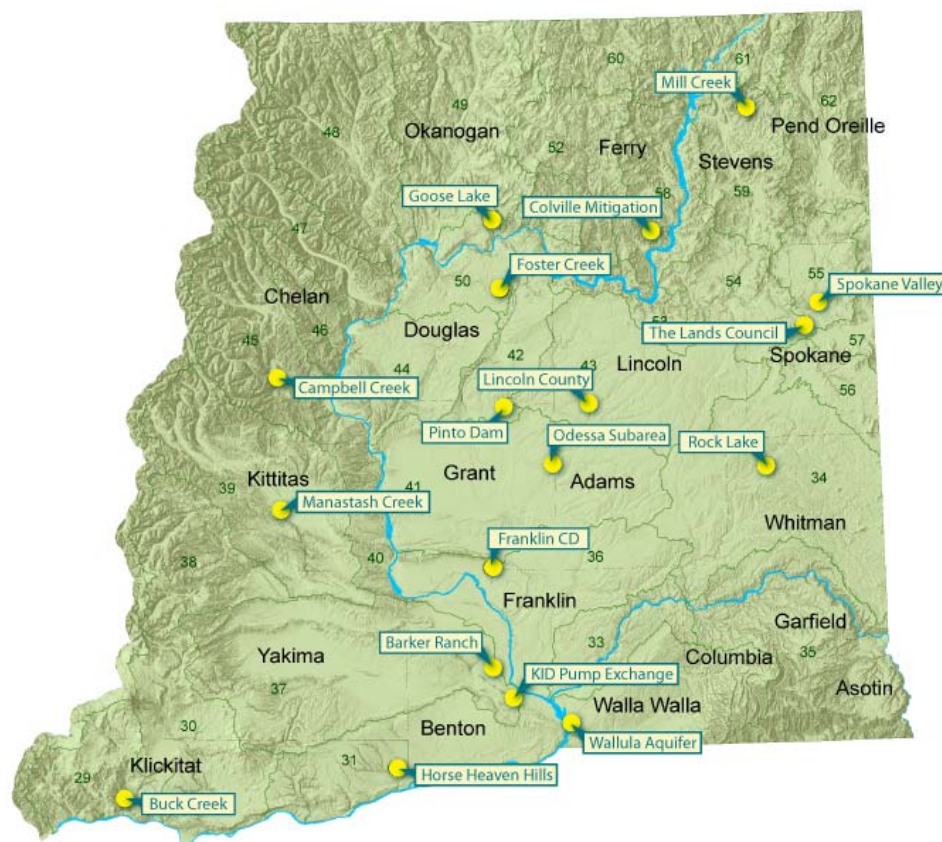 60
61
Mill Creek
62
49
Okanogan
Pend Oreille
48
Ferry
52
Stevens
59
Goose Lake
Colville Mitigation
58
47
Foster Creek
54
55
Spokane Valley
50
Chelan
53
The Lands Council
Douglas
46
45
57
Spokane
42
Lincoln
44
Lincoln County
43
56
Campbell Creek
Pinto Dam
Odessa Subarea
Rock Lake
Kittitas
Grant
Adams
34
41
39
Manastash Creek
Whitman
Franklin CD
40
36
38
Franklin
Garfield
33
Barker Ranch
Yakima
Columbia
35
KID Pump Exchange
37
Asotin
Walla Walla
30
Benton
Wallula Aquifer
Klickitat
31
29
Horse Heaven Hills
Buck Creek